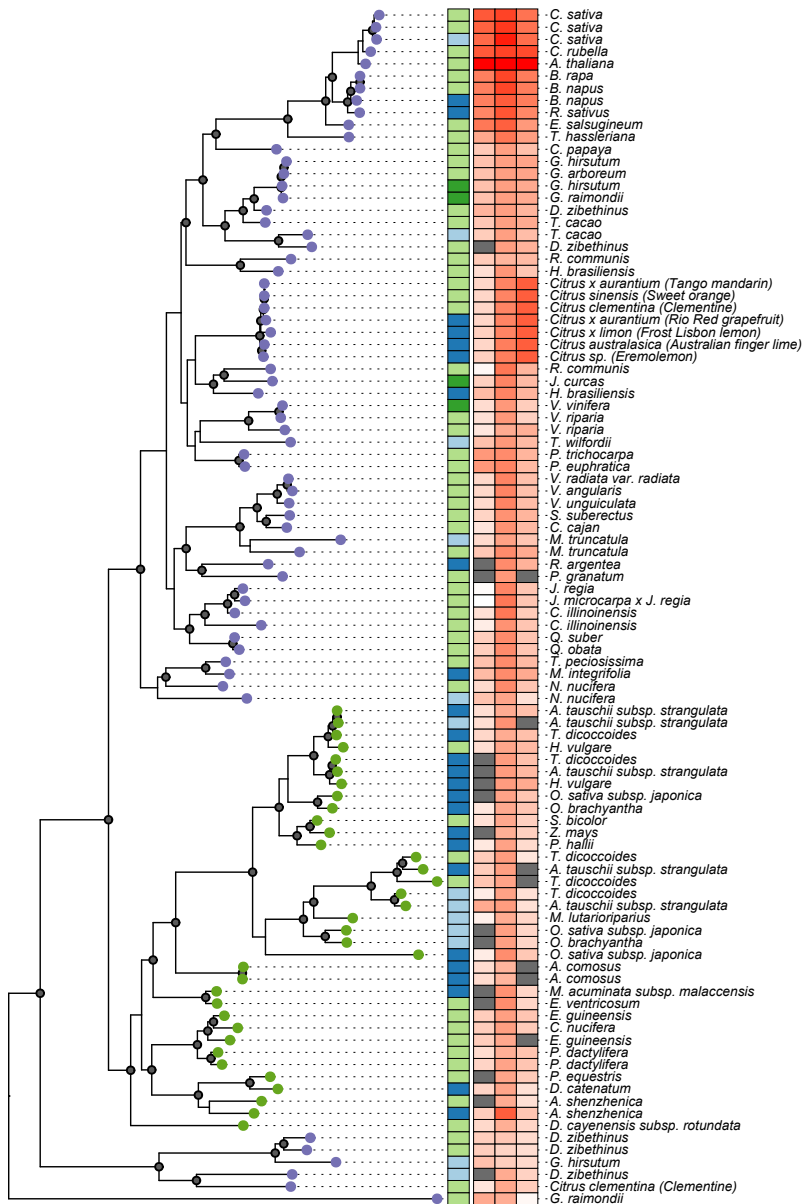 C. sativa
C. sativa
C. sativa
C. rubella
A. thaliana
B. rapa
B. napus
B. napus
R. sativus
E. salsugineum
T. hassleriana
C. papaya
G. hirsutum
G. arboreum
G. hirsutum
G. raimondii
D. zibethinus
T. cacao
T. cacao
D. zibethinus
R. communis
H. brasiliensis
Citrus x aurantium (Tango mandarin)
Citrus sinensis (Sweet orange)
Citrus clementina (Clementine)
Citrus x aurantium (Rio Red grapefruit)
Citrus x limon (Frost Lisbon lemon)
Citrus australasica (Australian finger lime)
Citrus sp. (Eremolemon)
R. communis
J. curcas
H. brasiliensis
V. vinifera
V. riparia
V. riparia
T. wilfordii
P. trichocarpa
P. euphratica
V. radiata var. radiata
V. angularis
V. unguiculata
S. suberectus
C. cajan
M. truncatula
M. truncatula
R. argentea
P. granatum
J. regia
J. microcarpa x J. regia
C. illinoinensis
C. illinoinensis
Q. suber
Q. obata
T. peciosissima
M. integrifolia
N. nucifera
N. nucifera
A. tauschii subsp. strangulata
A. tauschii subsp. strangulata
T. dicoccoides
H. vulgare
T. dicoccoides
A. tauschii subsp. strangulata
H. vulgare
O. sativa subsp. japonica
O. brachyantha
S. bicolor
Z. mays
P. hallii
T. dicoccoides
A. tauschii subsp. strangulata
T. dicoccoides
T. dicoccoides
A. tauschii subsp. strangulata
M. lutarioriparius
O. sativa subsp. japonica
O. brachyantha
O. sativa subsp. japonica
A. comosus
A. comosus
M. acuminata subsp. malaccensis
E. ventricosum
E. guineensis
C. nucifera
E. guineensis
P. dactylifera
P. dactylifera
P. equestris
D. catenatum
A. shenzhenica
A. shenzhenica
D. cayenensis subsp. rotundata
D. zibethinus
D. zibethinus
G. hirsutum
D. zibethinus
Citrus clementina (Clementine)
G. raimondii